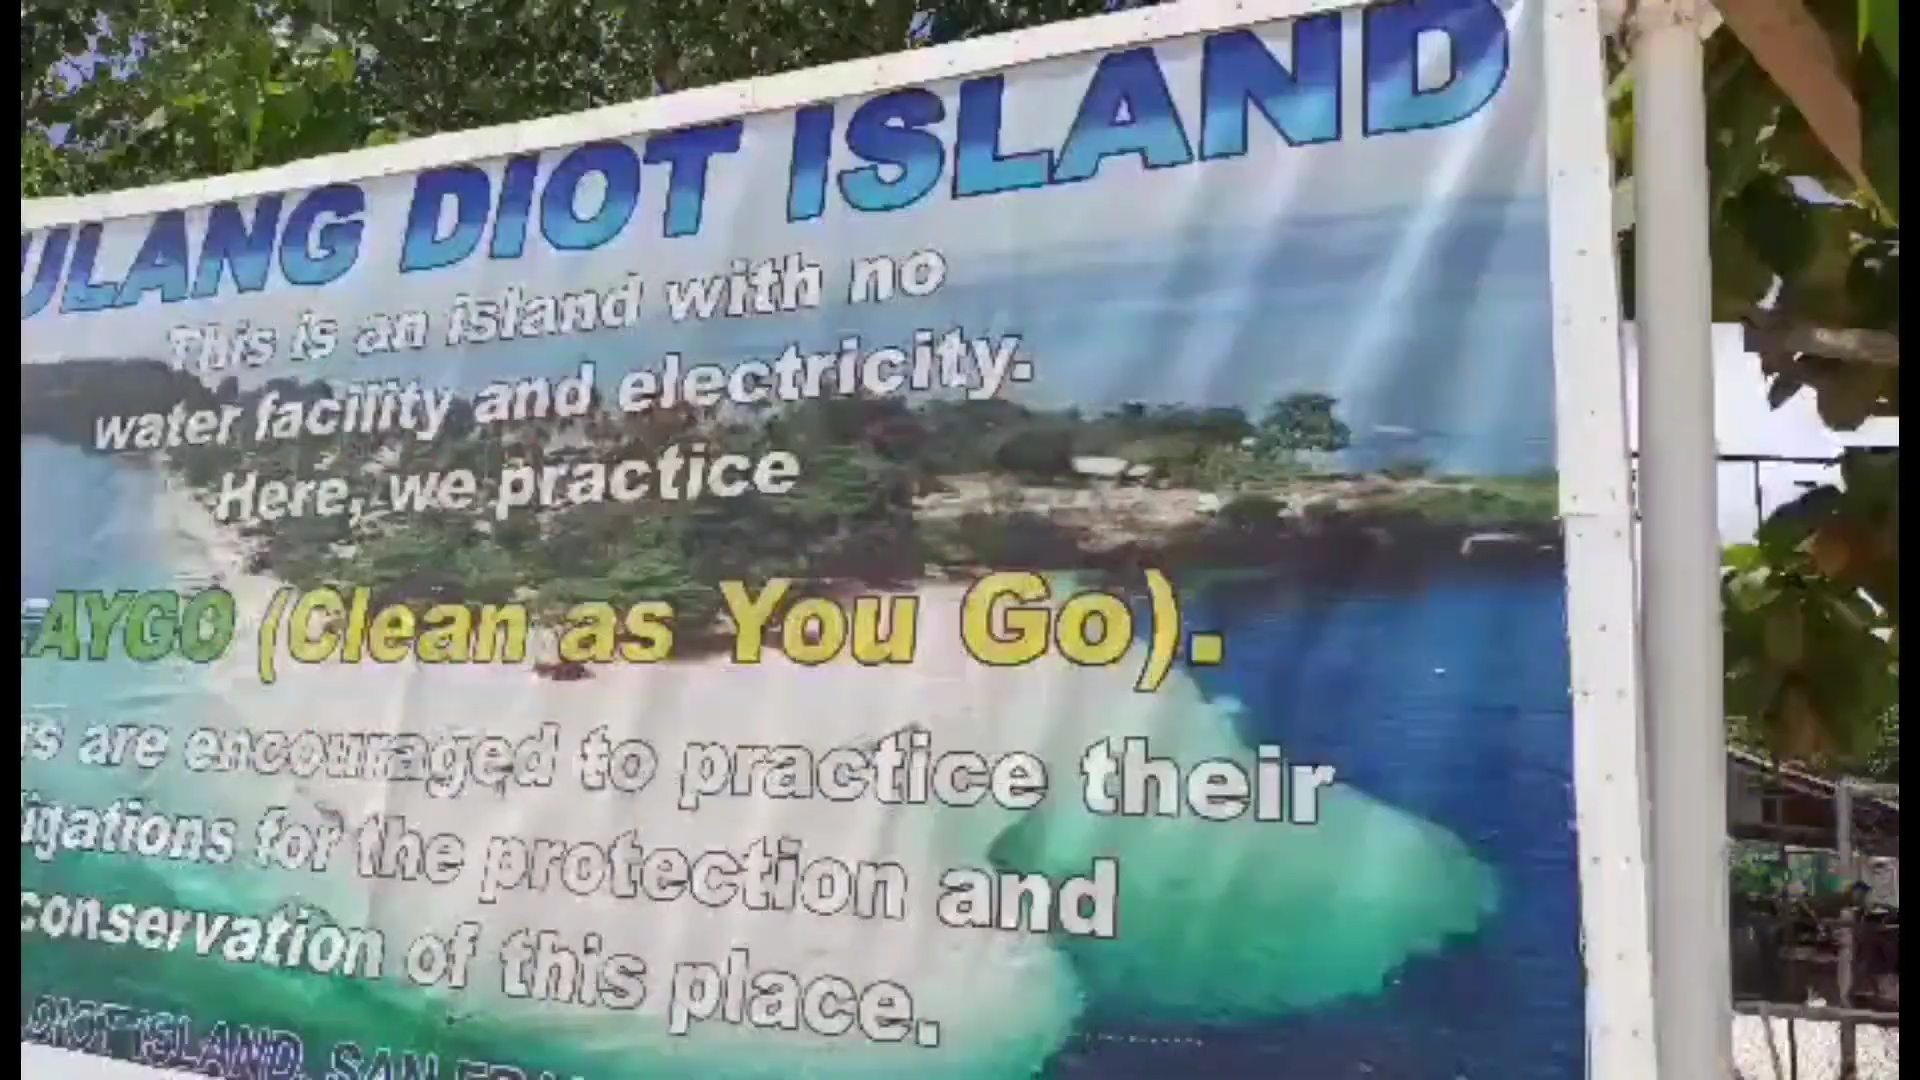 ULANG DIOT ISLAND
This is an island with no
water facility and electricity.
Here, we practice
AYGO (Clean as You Go).
rs are encouraged to practice their
igations for the protection and
conservation of this place.
DIOT ISLAND, SAN FR